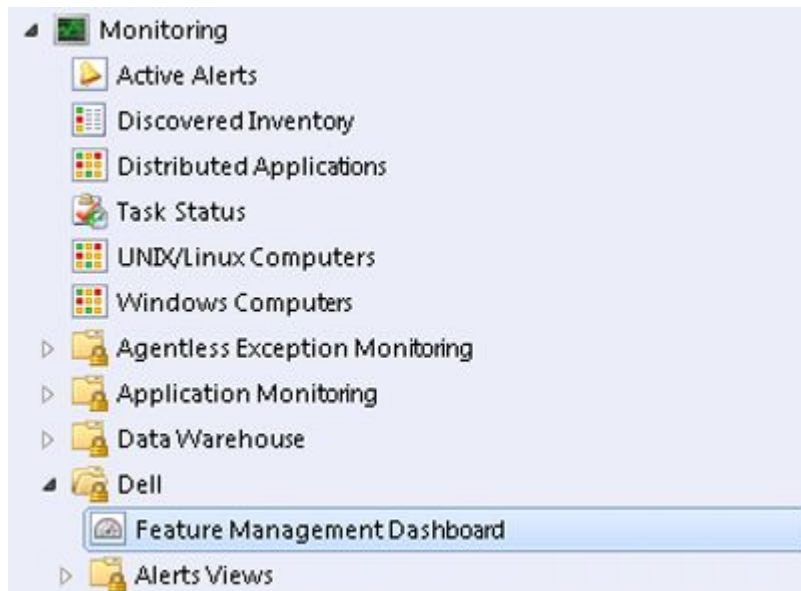 Monitoring
Active Alerts
Discovered Inventory
Distributed Applications
Task Status
UNIX/Linux Computers
Windows Computers
Agentless Exception Monitoring
Application Monitoring
Data Warehouse
Dell
Feature Management Dashboard
Alerts Views